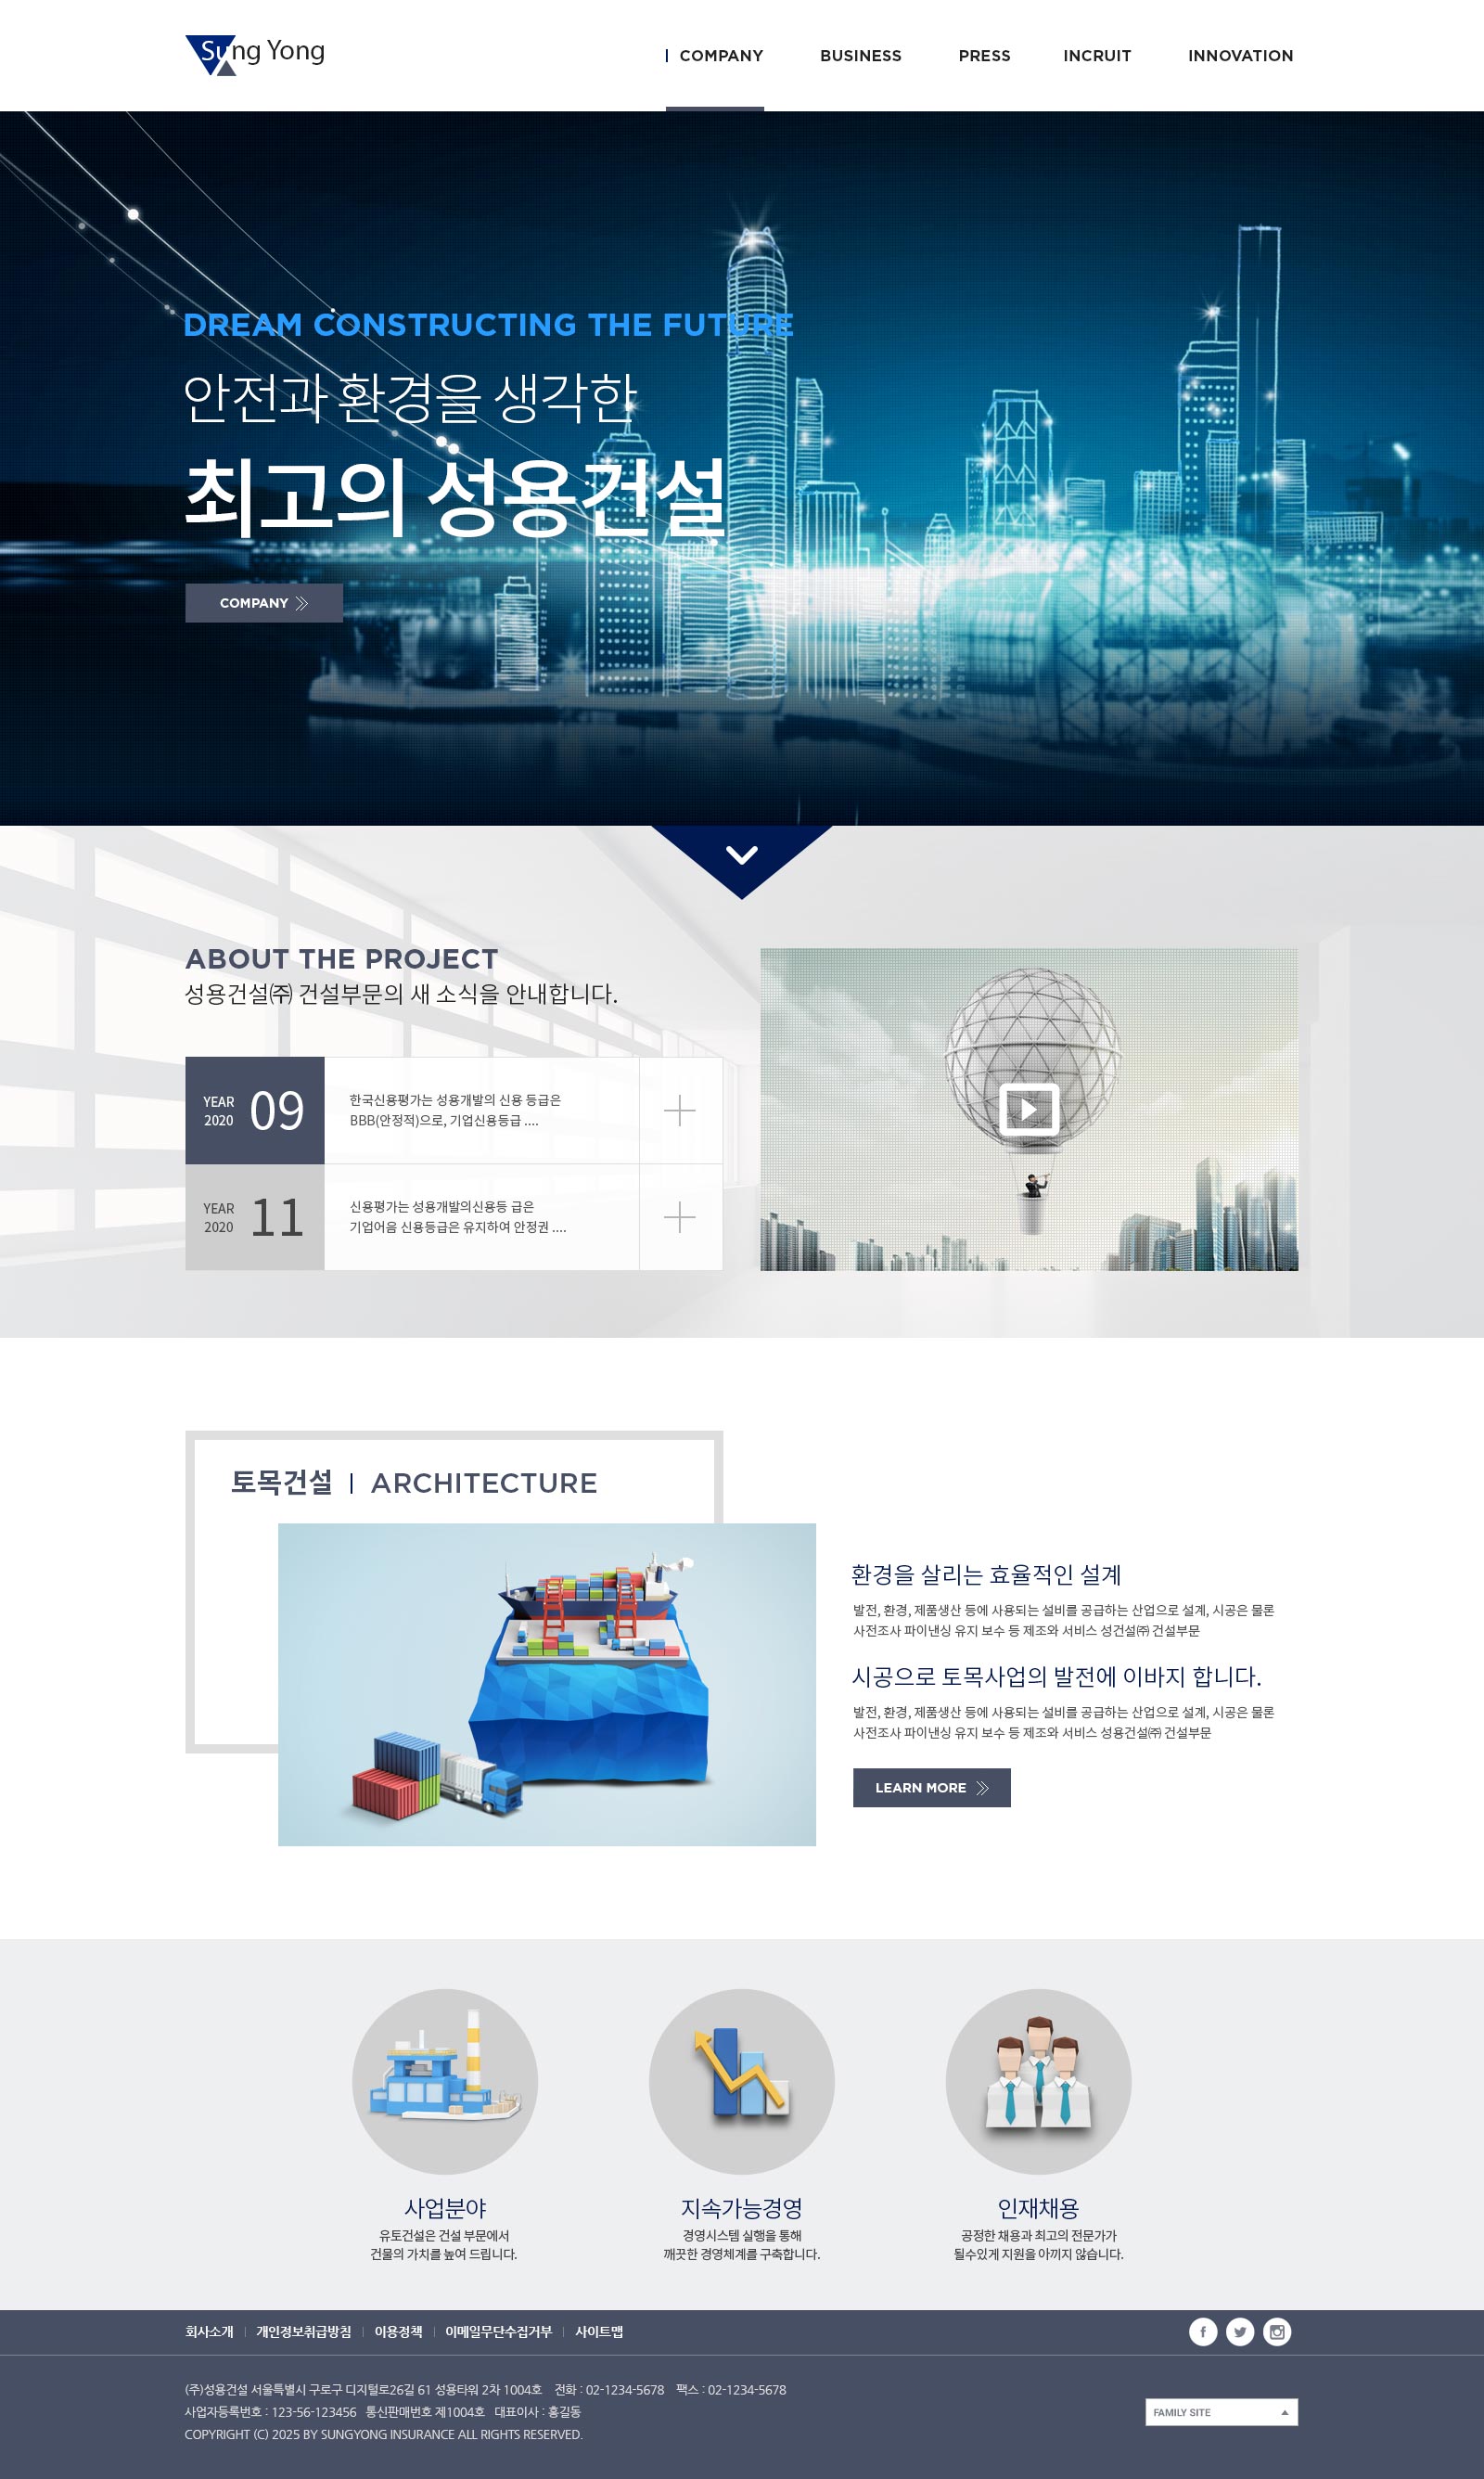 Sung Yong
COMPANY BUSINESS PRESS INCRUIT INNOVATION
DREAM CONSTRUCTING THE FUTURE
안전과 환경을 생각한
최고의 성용건설
COMPANY
ABOUT THE PROJECT
성용건설㈜ 건설부문의 새 소식을 안내합니다.
YEAR
2020
09
한국신용평가는 성용개발의 신용 등급은
BBB(안정적)으로, 기업신용등급 ....
YEAR
2020
11
신용평가는 성용개발의신용등 급은
기업어음 신용등급은 유지하여 안정권 ....
토목건설 | ARCHITECTURE
환경을 살리는 효율적인 설계
발전, 환경, 제품생산 등에 사용되는 설비를 공급하는 산업으로 설계, 시공은 물론
사전조사 파이낸싱 유지 보수 등 제조와 서비스 성건설㈜ 건설부문
시공으로 토목사업의 발전에 이바지 합니다.
발전, 환경, 제품생산 등에 사용되는 설비를 공급하는 산업으로 설계, 시공은 물론
사전조사 파이낸싱 유지 보수 등 제조와 서비스 성용건설㈜ 건설부문
LEARN MORE
사업분야
유토건설은 건설 부문에서
건물의 가치를 높여 드립니다.
지속가능경영
경영시스템 실행을 통해
깨끗한 경영체계를 구축합니다.
인재채용
공정한 채용과 최고의 전문가가
될수있게 지원을 아끼지 않습니다.
회사소개 | 개인정보취급방침 | 이용정책 | 이메일무단수집거부 | 사이트맵
(주)성용건설 서울특별시 구로구 디지털로26길 61 성용타워 2차 1004호 전화 : 02-1234-5678 팩스 : 02-1234-5678
사업자등록번호 : 123-56-123456 통신판매번호 제1004호 대표이사 : 홍길동
COPYRIGHT (C) 2025 BY SUNGYONG INSURANCE ALL RIGHTS RESERVED.
FAMILY SITE